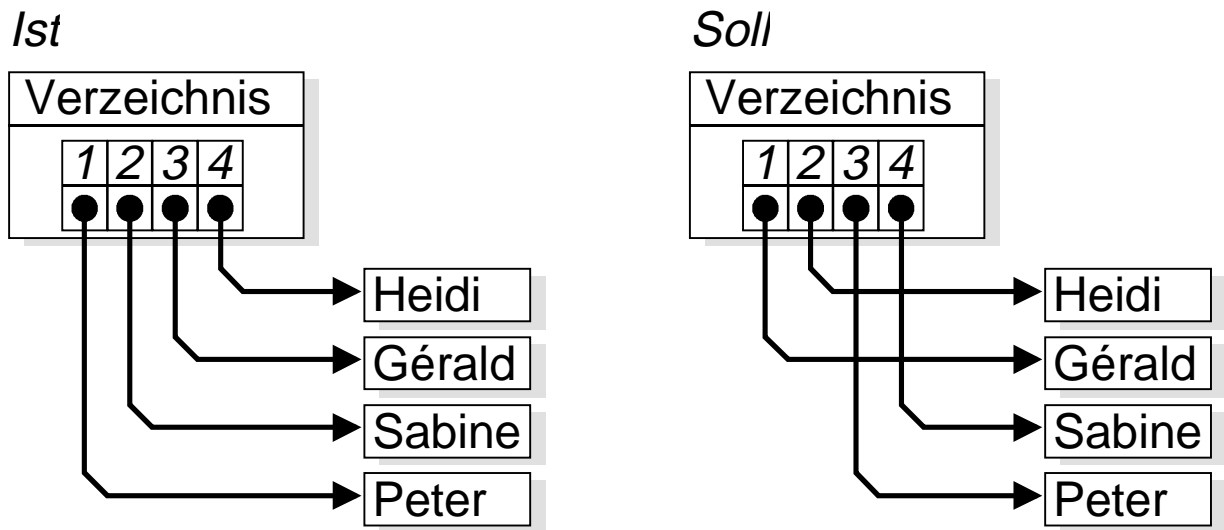 Ist
Verzeichnis
1 2 3 4
Heidi
Gérald
Sabine
Peter
Soll
Verzeichnis
1 2 3 4
Heidi
Gérald
Sabine
Peter